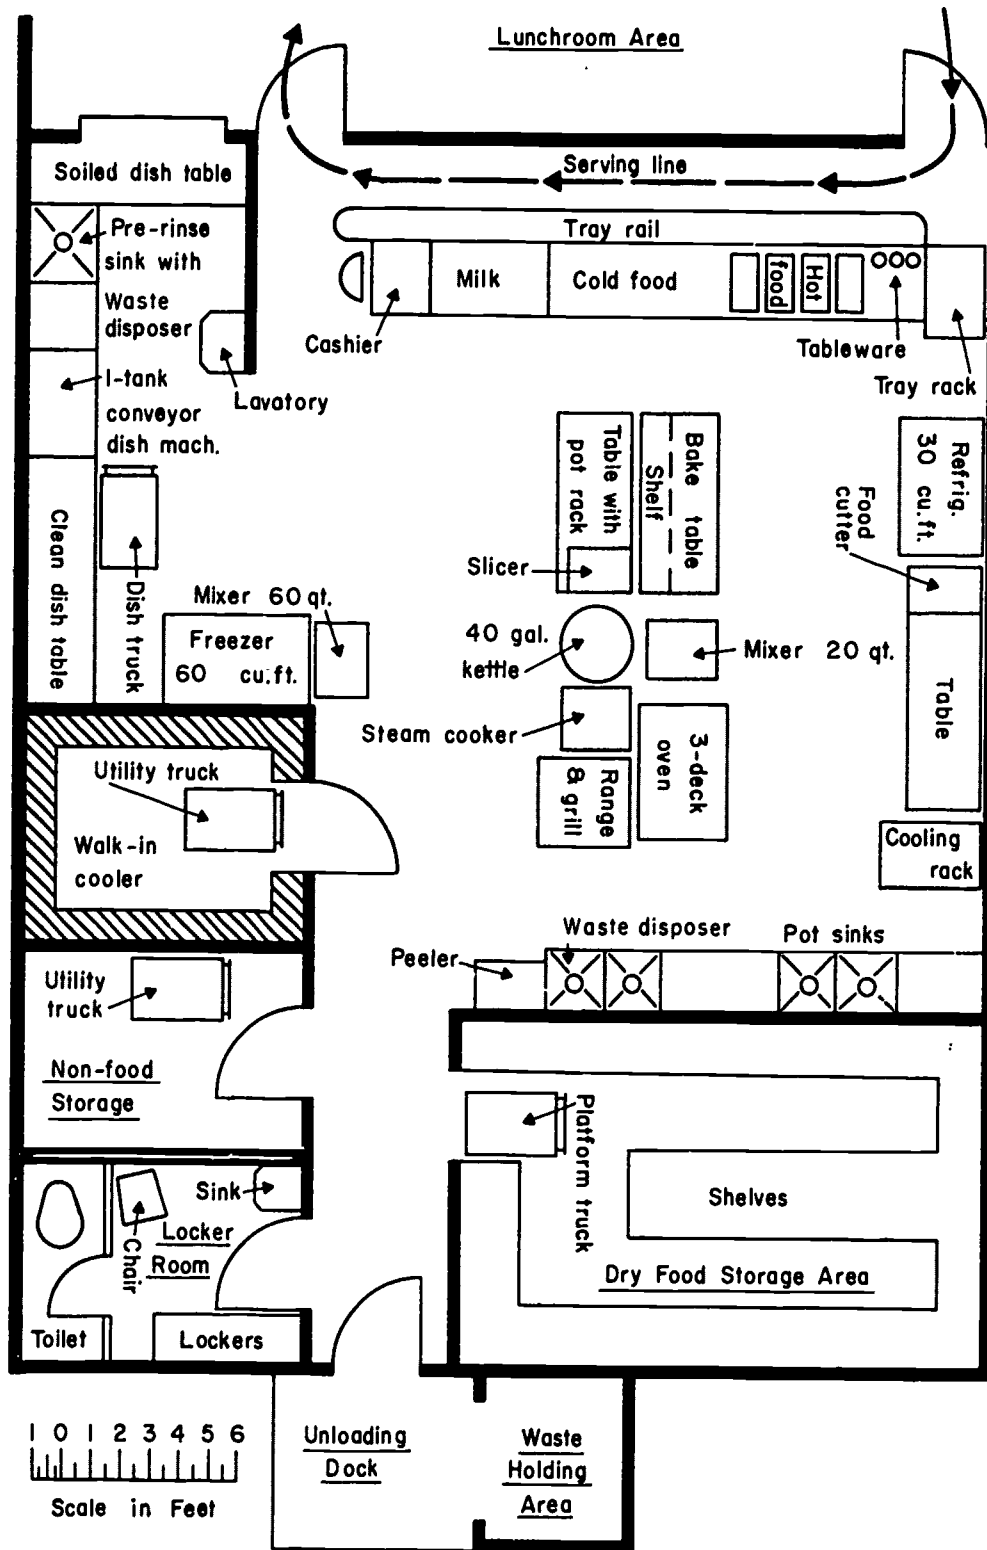 Lunchroom Area
Serving line
Soiled dish table
Tray rail
Pre-rinse
sink with
Waste
disposer
Cashier
Milk
Cold food
Hot
food
Tableware
Tray rack
Lavatory
I-tank
conveyor
dish mach.
Clean dish table
Dish truck
Table with
pot rack
Bake table
Shelf
Refrig.
30 cu.ft.
Food
cutter
Slicer
Mixer 60 qt.
Freezer
60 cu.ft.
40 gal.
kettle
Mixer 20 qt.
Table
Steam cooker
3-deck
oven
Range
& grill
Utility truck
Walk-in
cooler
Cooling
rack
Waste disposer
Pot sinks
Peeler
Utility
truck
Non-food
Storage
Platform truck
Shelves
Dry Food Storage Area
Sink
Chair
Locker
Room
Toilet
Lockers
Unloading
Dock
Waste
Holding
Area
1 0 1 2 3 4 5 6
Scale in Feet